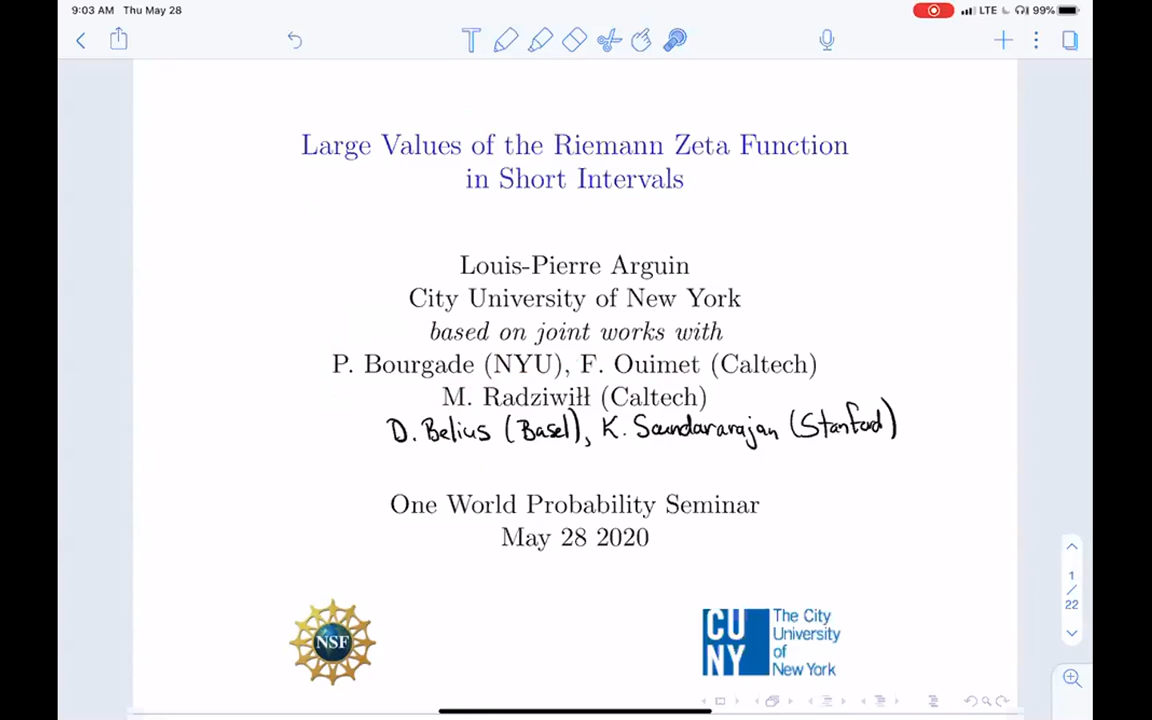 9:03 AM Thu May 28
LTE 99%
Large Values of the Riemann Zeta Function
in Short Intervals
Louis-Pierre Arguin
City University of New York
based on joint works with
P. Bourgade (NYU), F. Ouimet (Caltech)
M. Radziwiłł (Caltech)
D. Belius (Basel), K. Soundararajan (Stanford)
One World Probability Seminar
May 28 2020
1
/
22
NSF
CU
NY
The City
University
of
New York